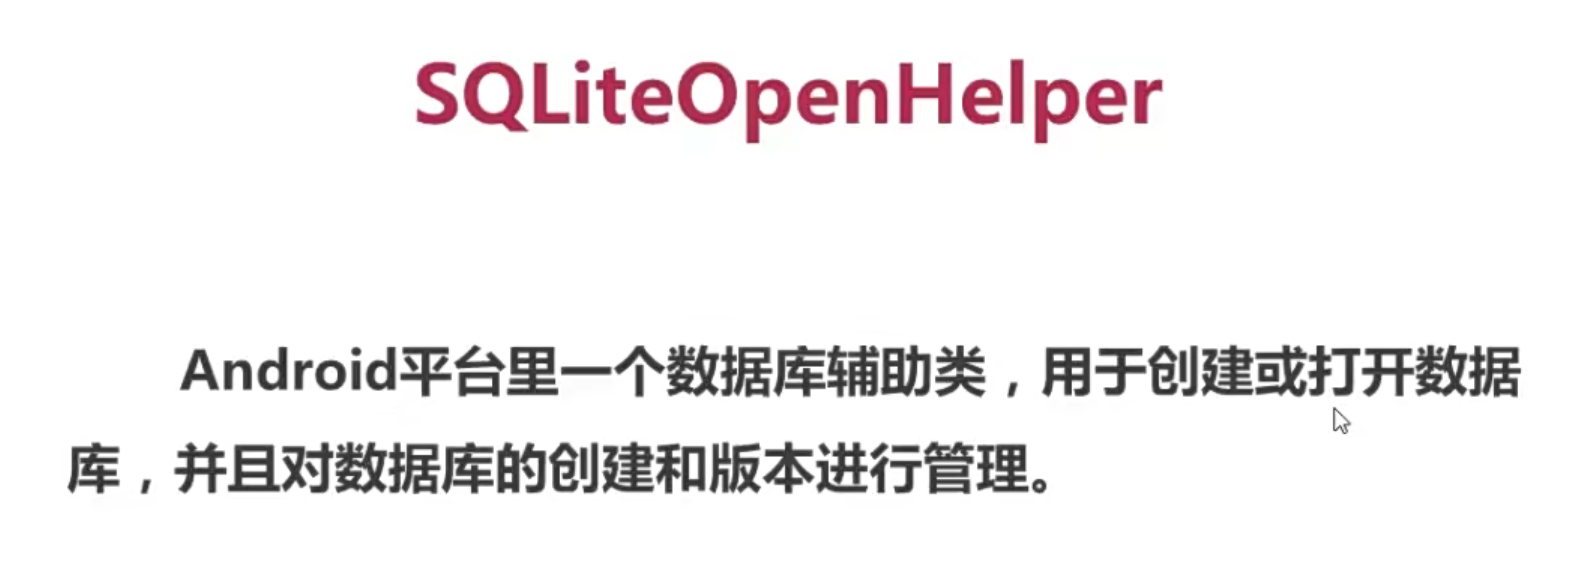 SQLiteOpenHelper
Android平台里一个数据库辅助类，用于创建或打开数据
库，并且对数据库的创建和版本进行管理。